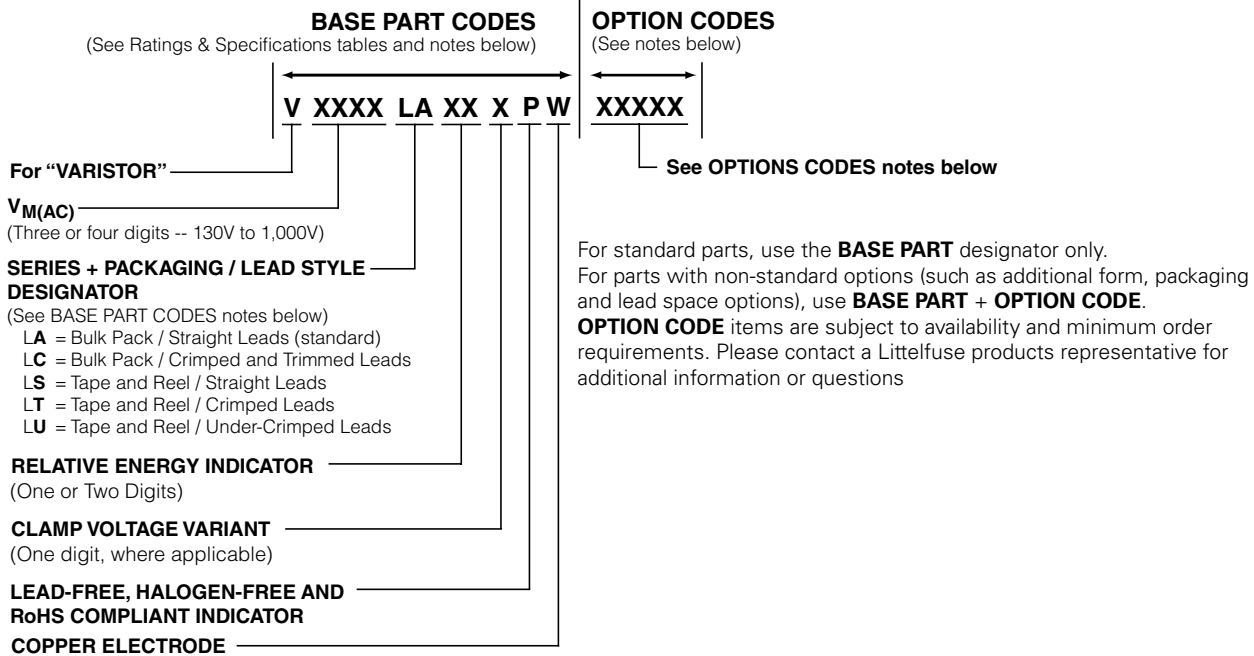 BASE PART CODES
(See Ratings & Specifications tables and notes below)
OPTION CODES
(See notes below)
V XXXX LA XX X P W XXXXX
For “VARISTOR”
See OPTIONS CODES notes below
VM(AC)
(Three or four digits -- 130V to 1,000V)
SERIES + PACKAGING / LEAD STYLE
DESIGNATOR
(See BASE PART CODES notes below)
LA = Bulk Pack / Straight Leads (standard)
LC = Bulk Pack / Crimped and Trimmed Leads
LS = Tape and Reel / Straight Leads
LT = Tape and Reel / Crimped Leads
LU = Tape and Reel / Under-Crimped Leads
RELATIVE ENERGY INDICATOR
(One or Two Digits)
CLAMP VOLTAGE VARIANT
(One digit, where applicable)
LEAD-FREE, HALOGEN-FREE AND
RoHS COMPLIANT INDICATOR
COPPER ELECTRODE
For standard parts, use the BASE PART designator only.
For parts with non-standard options (such as additional form, packaging
and lead space options), use BASE PART + OPTION CODE.
OPTION CODE items are subject to availability and minimum order
requirements. Please contact a Littelfuse products representative for
additional information or questions